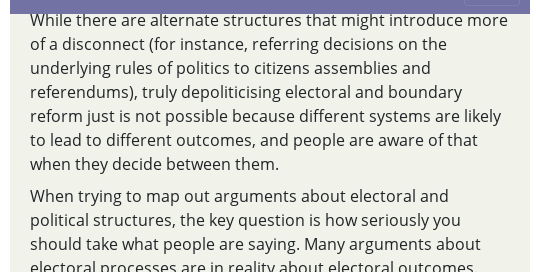 While there are alternate structures that might introduce more
of a disconnect (for instance, referring decisions on the
underlying rules of politics to citizens assemblies and
referendums), truly depoliticising electoral and boundary
reform just is not possible because different systems are likely
to lead to different outcomes, and people are aware of that
when they decide between them.
When trying to map out arguments about electoral and
political structures, the key question is how seriously you
should take what people are saying. Many arguments about
electoral processes are in reality about electoral outcomes